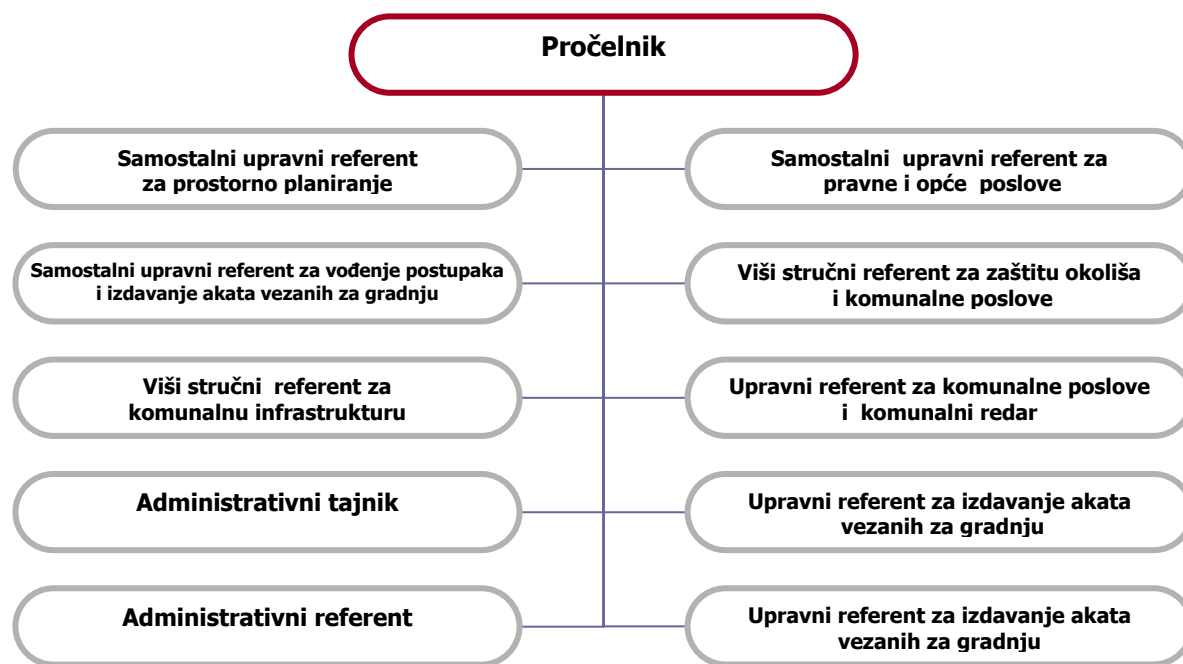 Pročelnik
Samostalni upravni referent
za prostorno planiranje
Samostalni upravni referent za
pravne i opće poslove
Samostalni upravni referent za vođenje postupaka
i izdavanje akata vezanih za gradnju
Viši stručni referent za zaštitu okoliša
i komunalne poslove
Viši stručni referent za
komunalnu infrastrukturu
Upravni referent za komunalne poslove
i komunalni redar
Administrativni tajnik
Upravni referent za izdavanje akata
vezanih za gradnju
Administrativni referent
Upravni referent za izdavanje akata
vezanih za gradnju